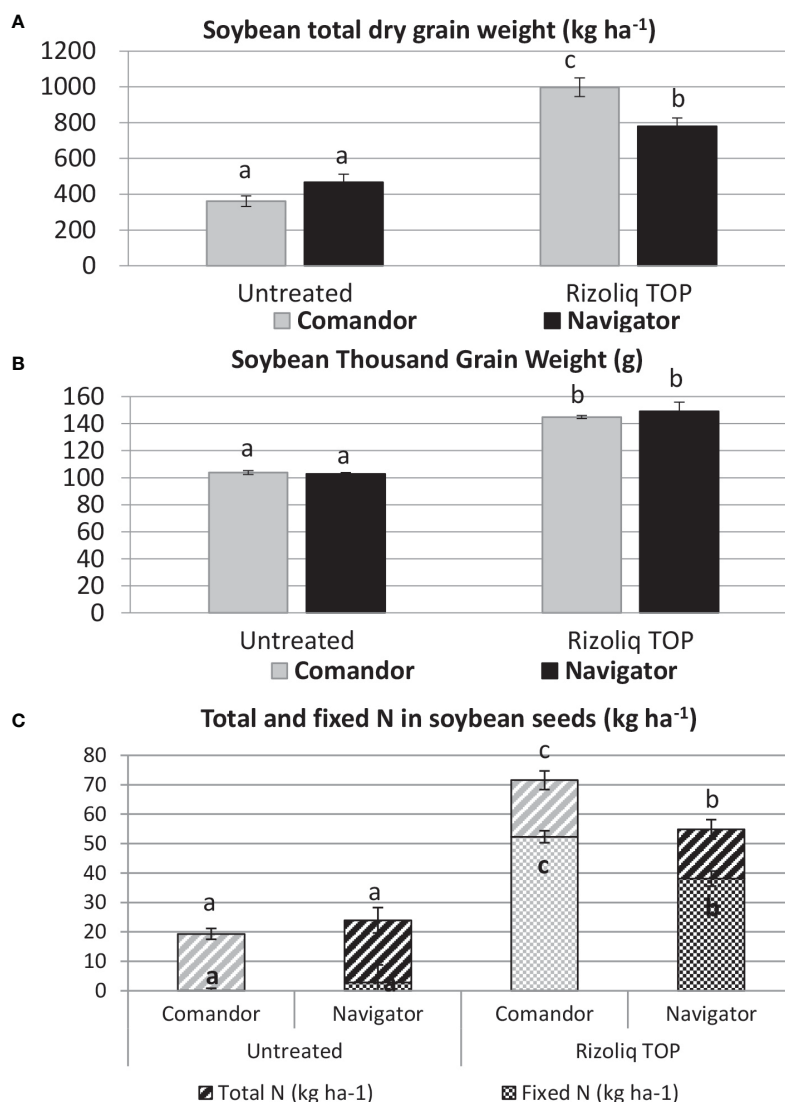 A
Soybean total dry grain weight (kg ha-1)
1200
1000
800
600
400
200
0
a
a
c
b
Untreated
Rizoliq TOP
Comandor
Navigator
B
Soybean Thousand Grain Weight (g)
160
140
120
100
80
60
40
20
0
a
a
b
b
Untreated
Rizoliq TOP
Comandor
Navigator
C
Total and fixed N in soybean seeds (kg ha-1)
80
70
60
50
40
30
20
10
0
a
a
c
b
a
a
c
b
Comandor
Navigator
Comandor
Navigator
Untreated
Rizoliq TOP
Total N (kg ha-1)
Fixed N (kg ha-1)